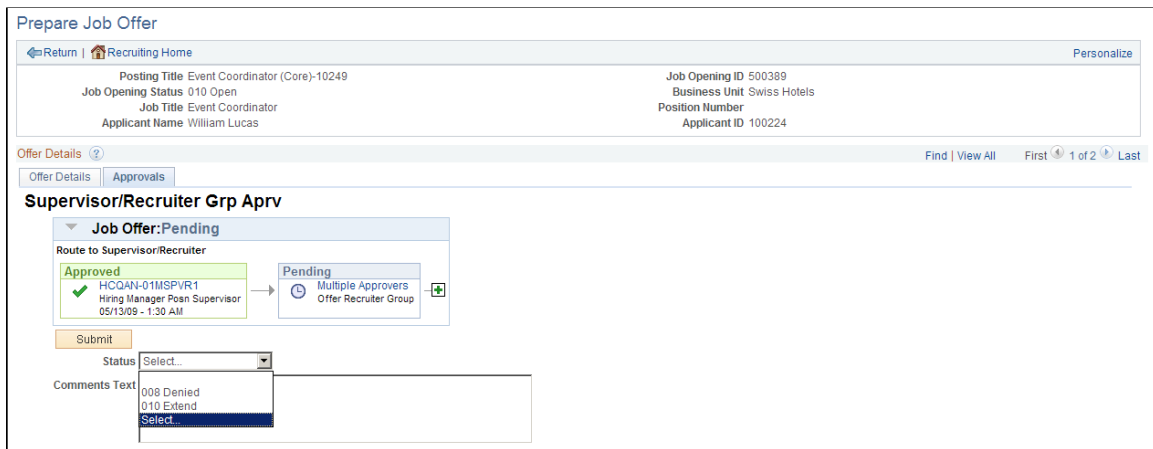 Prepare Job Offer
Return | Recruiting Home Personalize
Posting Title Event Coordinator (Core)-10249 Job Opening ID 500389
Job Opening Status 010 Open Business Unit Swiss Hotels
Job Title Event Coordinator Position Number
Applicant Name Wiliiam Lucas Applicant ID 100224
Offer Details ? Find | View All First 1 of 2 Last
Offer Details Approvals
Supervisor/Recruiter Grp Aprv
Job Offer:Pending
Route to Supervisor/Recruiter
Approved Pending
HCQAN-01MSPVR1 Multiple Approvers
Hiring Manager Posn Supervisor Offer Recruiter Group
05/13/09 - 1:30 AM
Submit
Status Select...
Comments Text
008 Denied
010 Extend
Select...